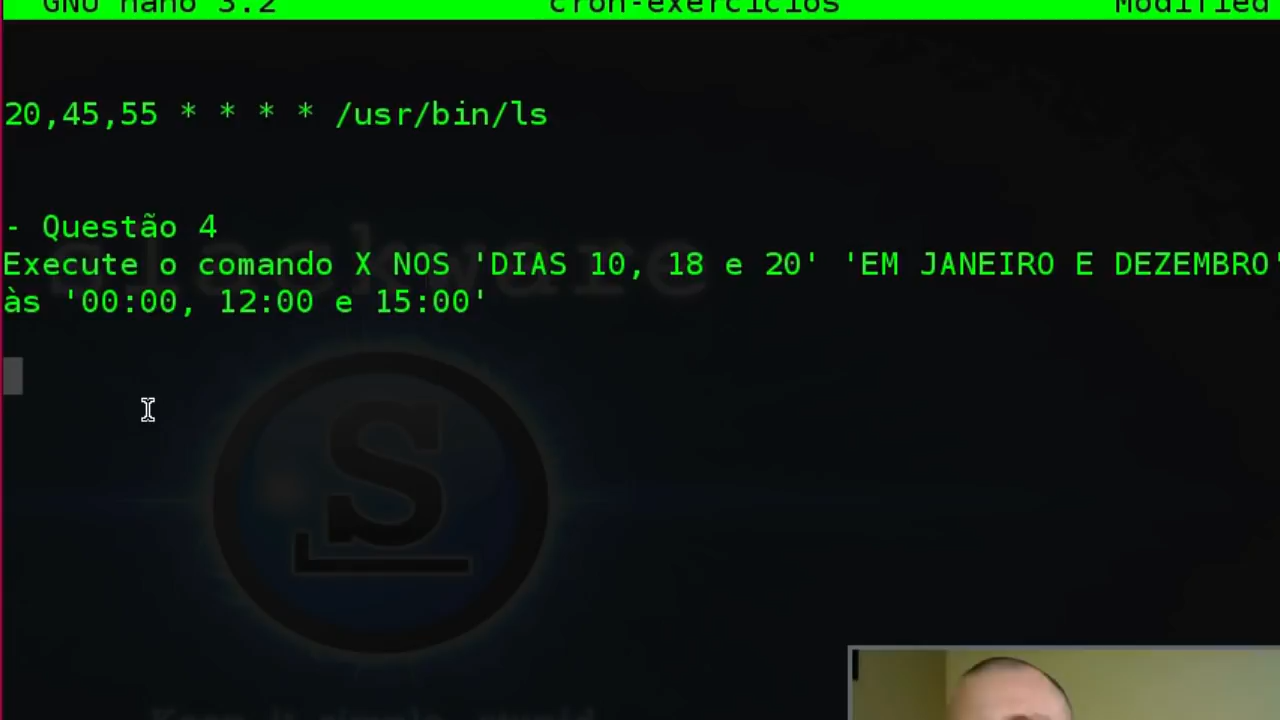 GNU nano 3.2 cron-exercicios Modified
20,45,55 * * * * /usr/bin/ls
- Questão 4
Execute o comando X NOS 'DIAS 10, 18 e 20' 'EM JANEIRO E DEZEMBRO'
às '00:00, 12:00 e 15:00'
slackware